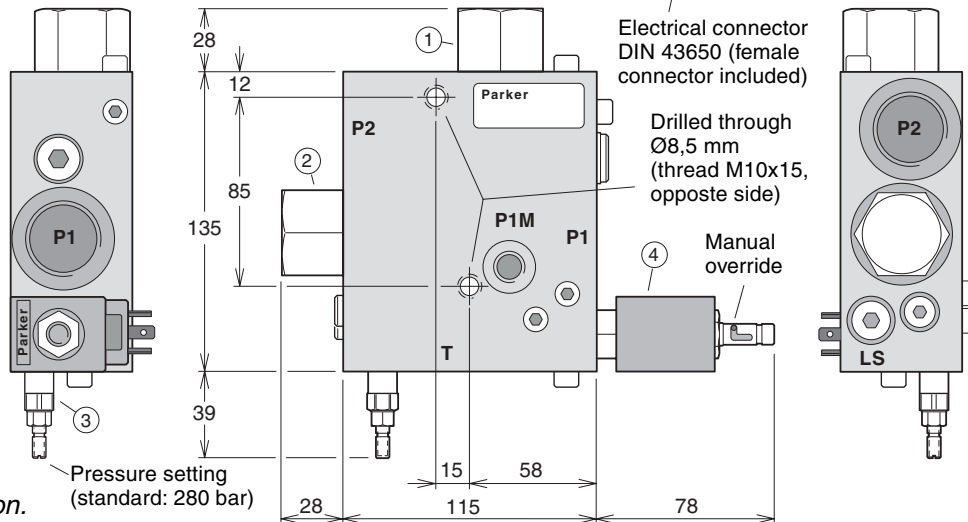 Electrical connector
DIN 43650 (female
connector included)
28
1
12
Parker
P2
P2
Drilled through
Ø8,5 mm
(thread M10x15,
opposte side)
2
85
135
P1
P1M
P1
4
Manual
override
Parker
T
LS
39
3
15
58
Pressure setting
(standard: 280 bar)
on.
28
115
78